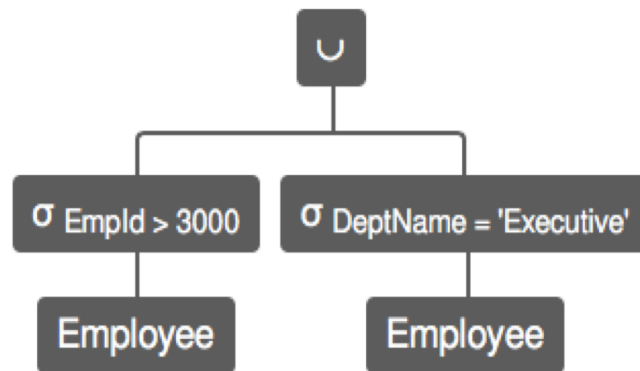 ∪
σ EmpId > 3000
σ DeptName = 'Executive'
Employee
Employee